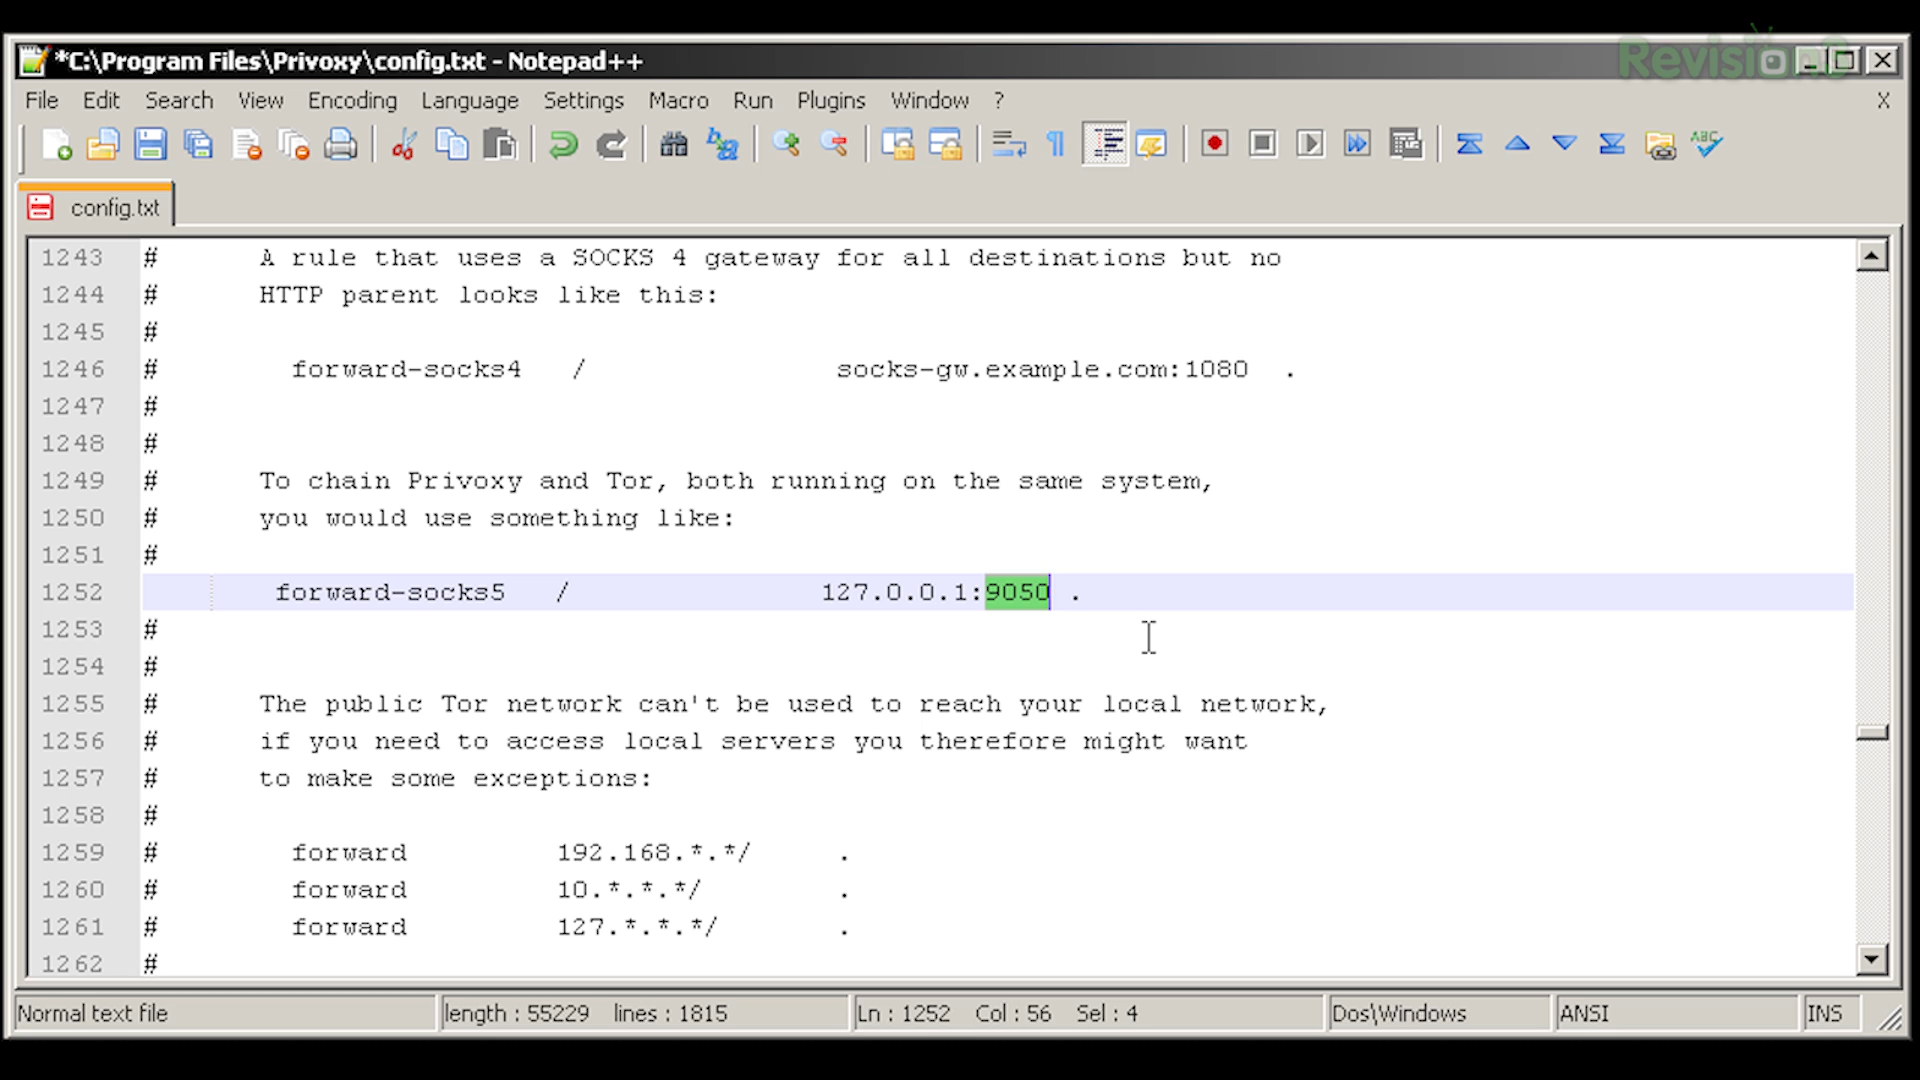 Revision3
*C:\Program Files\Privoxy\config.txt - Notepad++
File Edit Search View Encoding Language Settings Macro Run Plugins Window ? X
ABC
config.txt
1243 # A rule that uses a SOCKS 4 gateway for all destinations but no
1244 # HTTP parent looks like this:
1245 #
1246 # forward-socks4 / socks-gw.example.com:1080 .
1247 #
1248 #
1249 # To chain Privoxy and Tor, both running on the same system,
1250 # you would use something like:
1251 #
1252 forward-socks5 / 127.0.0.1:9050 .
1253 #
1254 #
1255 # The public Tor network can't be used to reach your local network,
1256 # if you need to access local servers you therefore might want
1257 # to make some exceptions:
1258 #
1259 # forward 192.168.*.*/ .
1260 # forward 10.*.*.*/ .
1261 # forward 127.*.*.*/ .
1262 #
Normal text file length : 55229 lines : 1815 Ln : 1252 Col : 56 Sel : 4 Dos\Windows ANSI INS